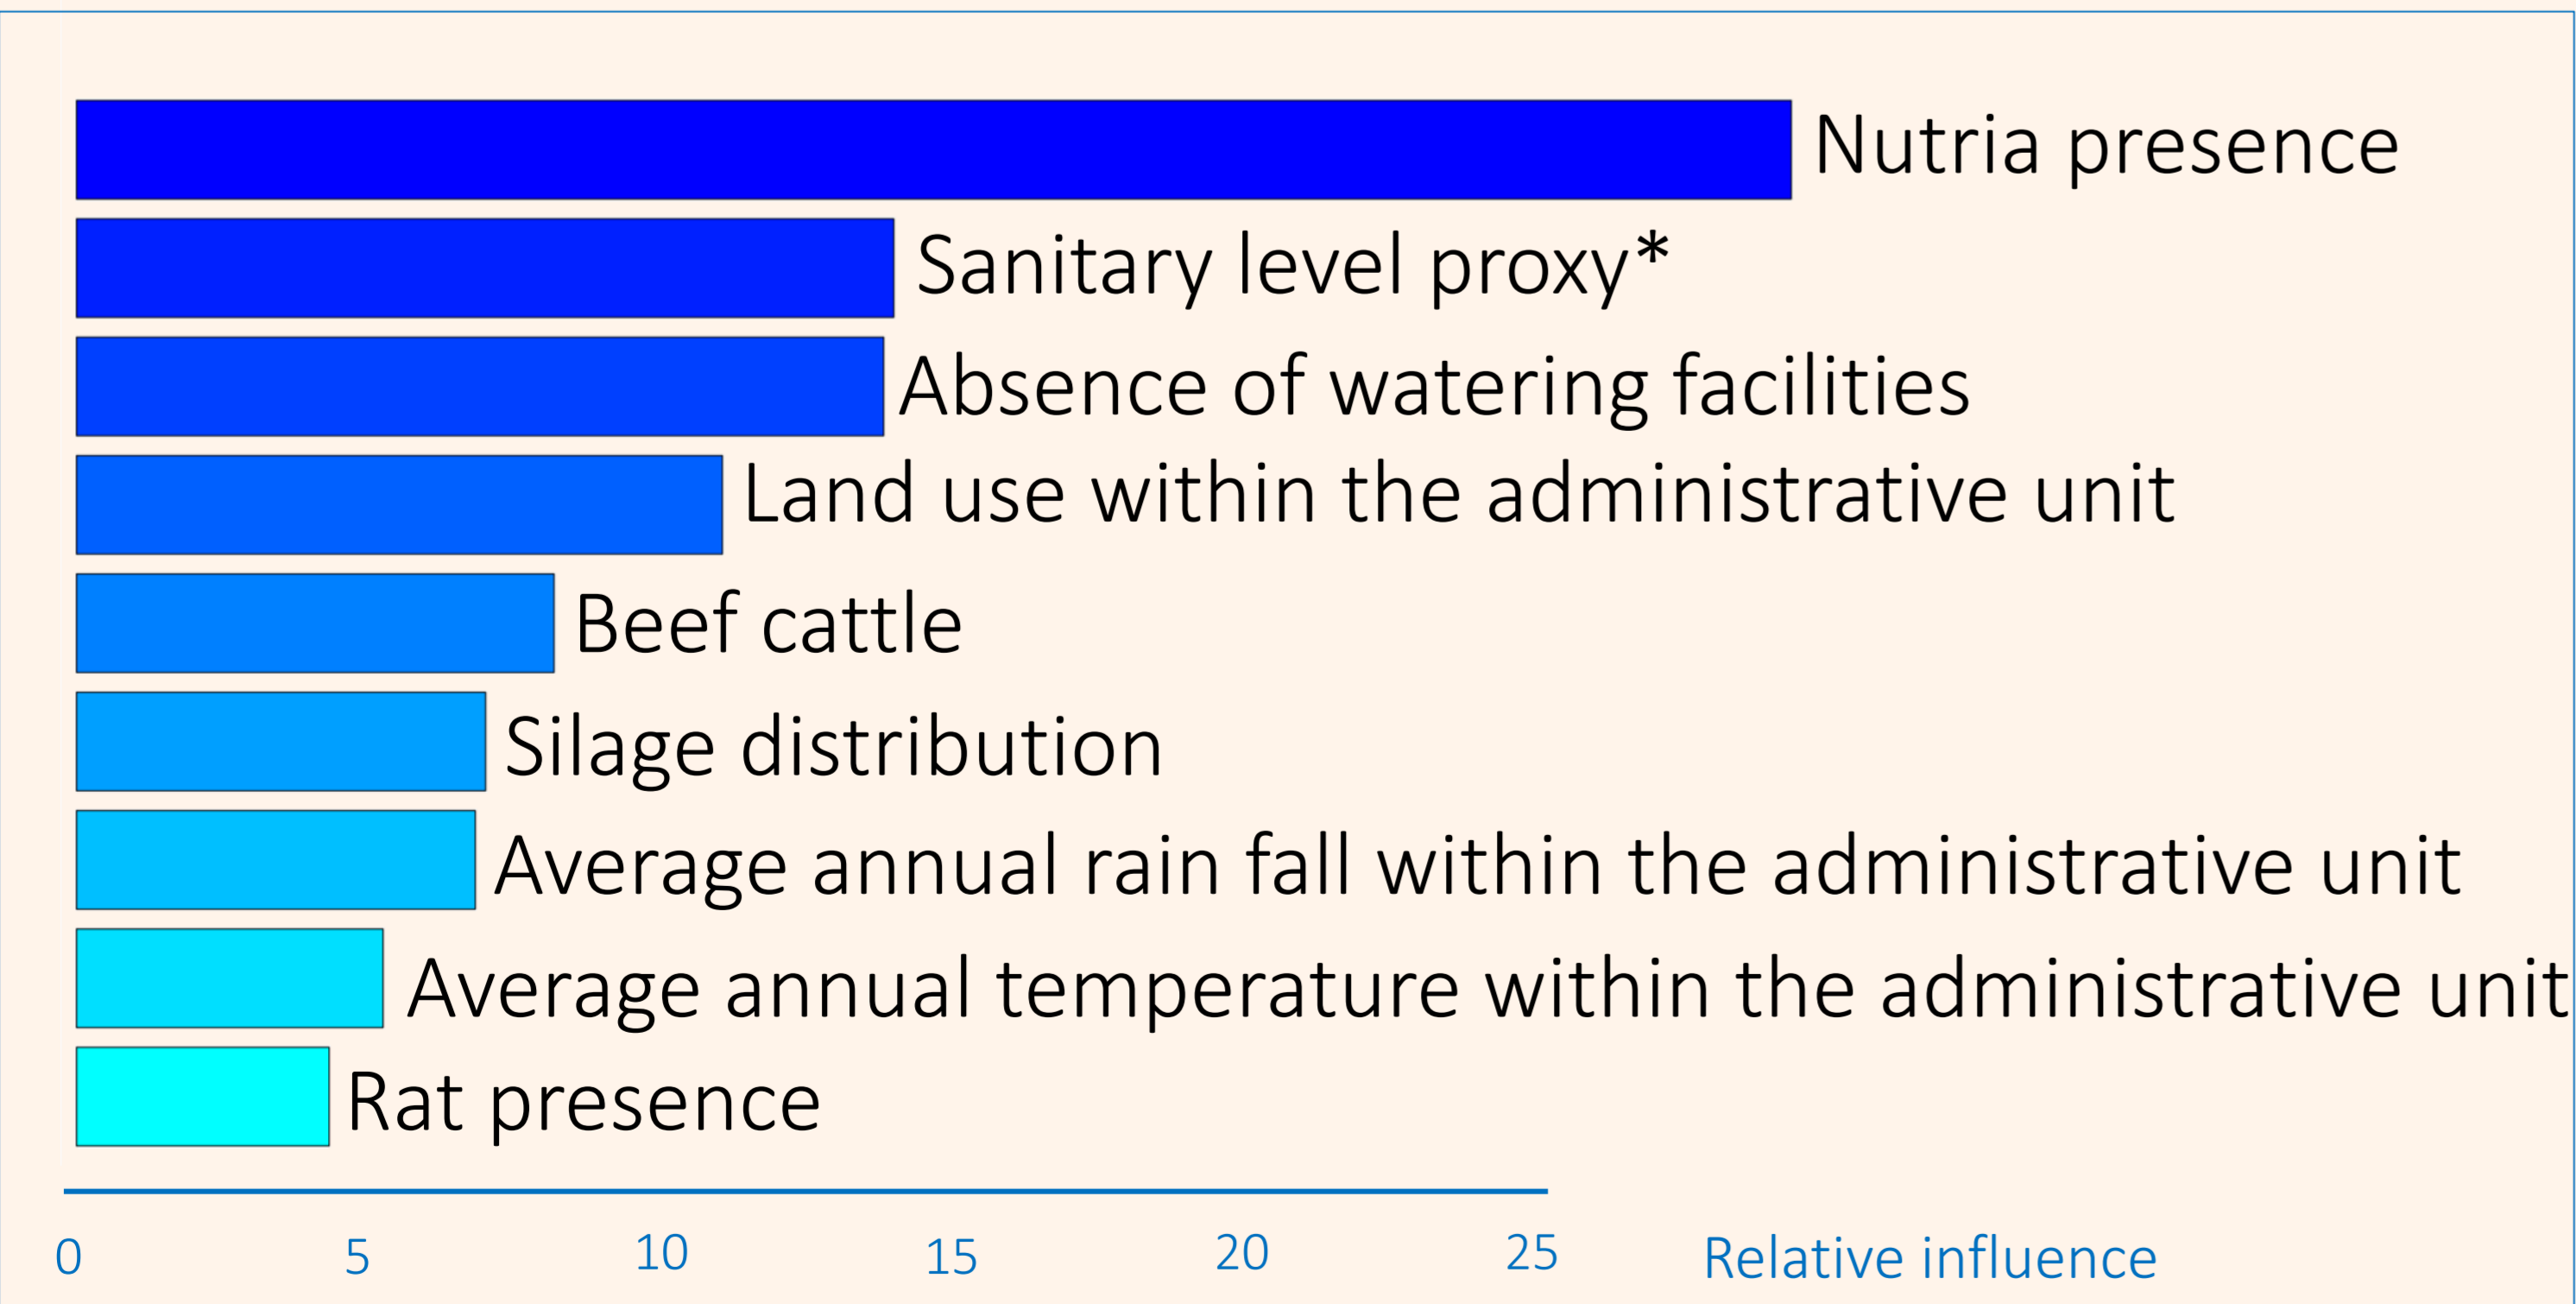 Nutria presence
Sanitary level proxy*
Absence of watering facilities
Land use within the administrative unit
Beef cattle
Silage distribution
Average annual rain fall within the administrative unit
Average annual temperature within the administrative unit
Rat presence
0 5 10 15 20 25 Relative influence